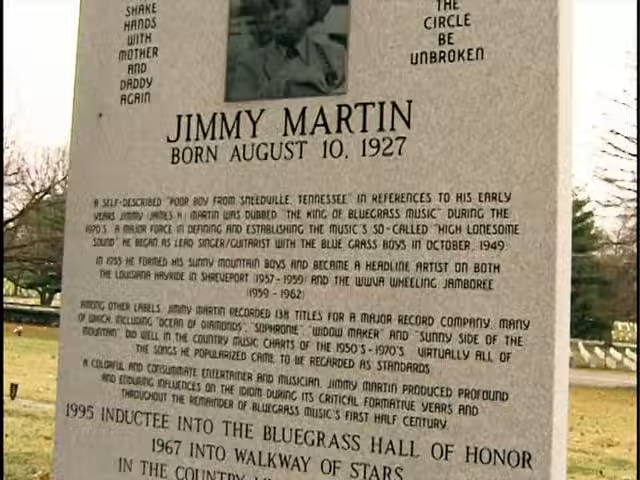 SHAKE
HANDS
WITH
MOTHER
AND
DADDY
AGAIN
THE
CIRCLE
BE
UNBROKEN
JIMMY MARTIN
BORN AUGUST 10, 1927
A SELF-DESCRIBED "POOR BOY FROM SNEEDVILLE, TENNESSEE" IN REFERENCES TO HIS EARLY
YEARS JIMMY (JAMES H.) MARTIN WAS DUBBED "THE KING OF BLUEGRASS MUSIC" DURING THE
1970'S. A MAJOR FORCE IN DEFINING AND ESTABLISHING THE MUSIC'S SO-CALLED "HIGH LONESOME
SOUND" HE BEGAN AS LEAD SINGER/GUITARIST WITH THE BLUE GRASS BOYS IN OCTOBER, 1949.
IN 1955 HE FORMED HIS SUNNY MOUNTAIN BOYS AND BECAME A HEADLINE ARTIST ON BOTH
THE LOUISIANA HAYRIDE IN SHREVEPORT (1957-1959) AND THE WWVA WHEELING JAMBOREE
(1959-1962)
AMONG OTHER LABELS, JIMMY MARTIN RECORDED 138 TITLES FOR A MAJOR RECORD COMPANY, MANY
OF WHICH, INCLUDING "OCEAN OF DIAMONDS", "SOPHRONIE", "WIDOW MAKER" AND "SUNNY SIDE OF THE
MOUNTAIN" DID WELL IN THE COUNTRY MUSIC CHARTS OF THE 1950'S-1970'S. VIRTUALLY ALL OF
THE SONGS HE POPULARIZED CAME TO BE REGARDED AS STANDARDS.
A COLORFUL AND CONSUMMATE ENTERTAINER AND MUSICIAN, JIMMY MARTIN PRODUCED PROFOUND
AND ENDURING INFLUENCES ON THE IDIOM DURING ITS CRITICAL FORMATIVE YEARS AND
THROUGHOUT THE REMAINDER OF BLUEGRASS MUSIC'S FIRST HALF CENTURY.
1995 INDUCTEE INTO THE BLUEGRASS HALL OF HONOR
1967 INTO WALKWAY OF STARS
IN THE COUNTRY